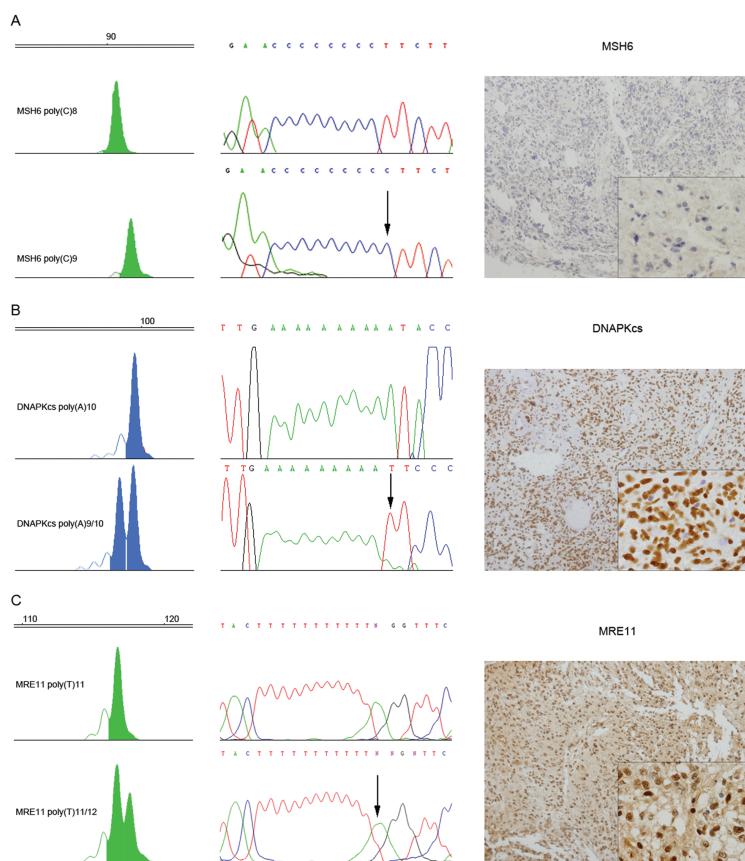 A
90
G A A C C C C C C C C T T C T T
MSH6
MSH6 poly(C)8
G A A C C C C C C C C C T T C T
MSH6 poly(C)9
B
100
T T G A A A A A A A A A A T A C C
DNAPKcs
DNAPKcs poly(A)10
T T G A A A A A A A A A T T C C C
DNAPKcs poly(A)9/10
C
110 120
T A C T T T T T T T T T T T N G G T T T C
MRE11
MRE11 poly(T)11
T A C T T T T T T T T T T T N N G N T T C
MRE11 poly(T)11/12